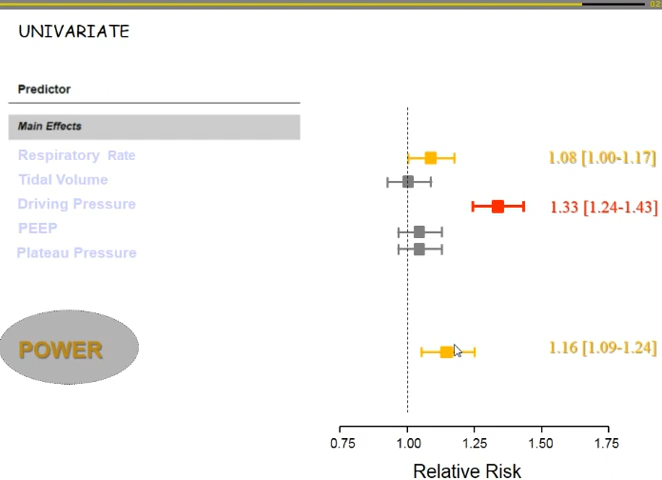 UNIVARIATE
Predictor
Main Effects
Respiratory Rate 1.08 [1.00-1.17]
Tidal Volume
Driving Pressure 1.33 [1.24-1.43]
PEEP
Plateau Pressure
POWER 1.16 [1.09-1.24]
0.75 1.00 1.25 1.50 1.75
Relative Risk